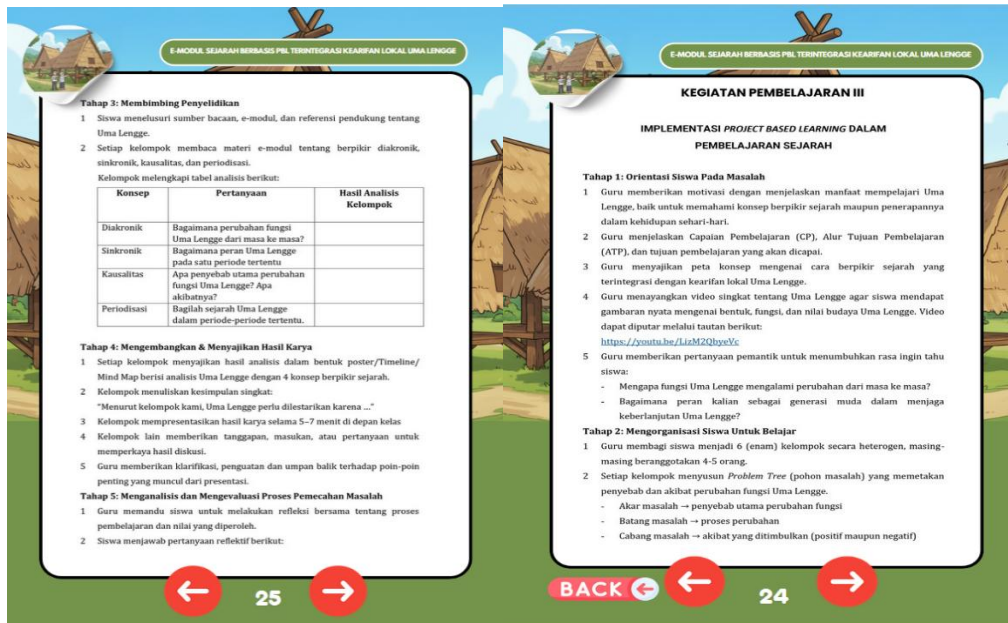 E-MODUL SEJARAH BERBASIS PBL TERINTEGRASI KEARIFAN LOKAL UMA LENGGE
Tahap 3: Membimbing Penyelidikan
1 Siswa menelusuri sumber bacaan, e-modul, dan referensi pendukung tentang
Uma Lengge.
2 Setiap kelompok membaca materi e-modul tentang berpikir diakronik,
sinkronik, kausalitas, dan periodisasi.
Kelompok melengkapi tabel analisis berikut:
Konsep Pertanyaan Hasil Analisis
Kelompok
Diakronik Bagaimana perubahan fungsi
Uma Lengge dari masa ke masa?
Sinkronik Bagaimana peran Uma Lengge
pada satu periode tertentu
Kausalitas Apa penyebab utama perubahan
fungsi Uma Lengge? Apa
akibatnya?
Periodisasi Bagilah sejarah Uma Lengge
dalam periode-periode tertentu.
Tahap 4: Mengembangkan & Menyajikan Hasil Karya
1 Setiap kelompok menyajikan hasil analisis dalam bentuk poster/Timeline/
Mind Map berisi analisis Uma Lengge dengan 4 konsep berpikir sejarah.
2 Kelompok menuliskan kesimpulan singkat:
"Menurut kelompok kami, Uma Lengge perlu dilestarikan karena ..."
3 Kelompok mempresentasikan hasil karya selama 5–7 menit di depan kelas
4 Kelompok lain memberikan tanggapan, masukan, atau pertanyaan untuk
memperkaya hasil diskusi.
5 Guru memberikan klarifikasi, penguatan dan umpan balik terhadap poin-poin
penting yang muncul dari presentasi.
Tahap 5: Menganalisis dan Mengevaluasi Proses Pemecahan Masalah
1 Guru memandu siswa untuk melakukan refleksi bersama tentang proses
pembelajaran dan nilai yang diperoleh.
2 Siswa menjawab pertanyaan reflektif berikut:
25
E-MODUL SEJARAH BERBASIS PBL TERINTEGRASI KEARIFAN LOKAL UMA LENGGE
KEGIATAN PEMBELAJARAN III
IMPLEMENTASI PROJECT BASED LEARNING DALAM
PEMBELAJARAN SEJARAH
Tahap 1: Orientasi Siswa Pada Masalah
1 Guru memberikan motivasi dengan menjelaskan manfaat mempelajari Uma
Lengge, baik untuk memahami konsep berpikir sejarah maupun penerapannya
dalam kehidupan sehari-hari.
2 Guru menjelaskan Capaian Pembelajaran (CP), Alur Tujuan Pembelajaran
(ATP), dan tujuan pembelajaran yang akan dicapai.
3 Guru menyajikan peta konsep mengenai cara berpikir sejarah yang
terintegrasi dengan kearifan lokal Uma Lengge.
4 Guru menayangkan video singkat tentang Uma Lengge agar siswa mendapat
gambaran nyata mengenai bentuk, fungsi, dan nilai budaya Uma Lengge. Video
dapat diputar melalui tautan berikut:
https://youtu.be/LizM2QbyeVc
5 Guru memberikan pertanyaan pemantik untuk menumbuhkan rasa ingin tahu
siswa:
- Mengapa fungsi Uma Lengge mengalami perubahan dari masa ke masa?
- Bagaimana peran kalian sebagai generasi muda dalam menjaga
keberlanjutan Uma Lengge?
Tahap 2: Mengorganisasi Siswa Untuk Belajar
1 Guru membagi siswa menjadi 6 (enam) kelompok secara heterogen, masing-
masing beranggotakan 4-5 orang.
2 Setiap kelompok menyusun Problem Tree (pohon masalah) yang memetakan
penyebab dan akibat perubahan fungsi Uma Lengge.
- Akar masalah → penyebab utama perubahan fungsi
- Batang masalah → proses perubahan
- Cabang masalah → akibat yang ditimbulkan (positif maupun negatif)
BACK
24